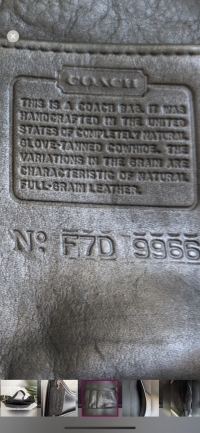 COACH
THIS IS A COACH BAG. IT WAS
HANDCRAFTED IN THE UNITED
STATES OF COMPLETELY NATURAL
GLOVE-TANNED COWHIDE. THE
VARIATIONS IN THE GRAIN ARE
CHARACTERISTIC OF NATURAL
FULL-GRAIN LEATHER.
Nº F7D 9966